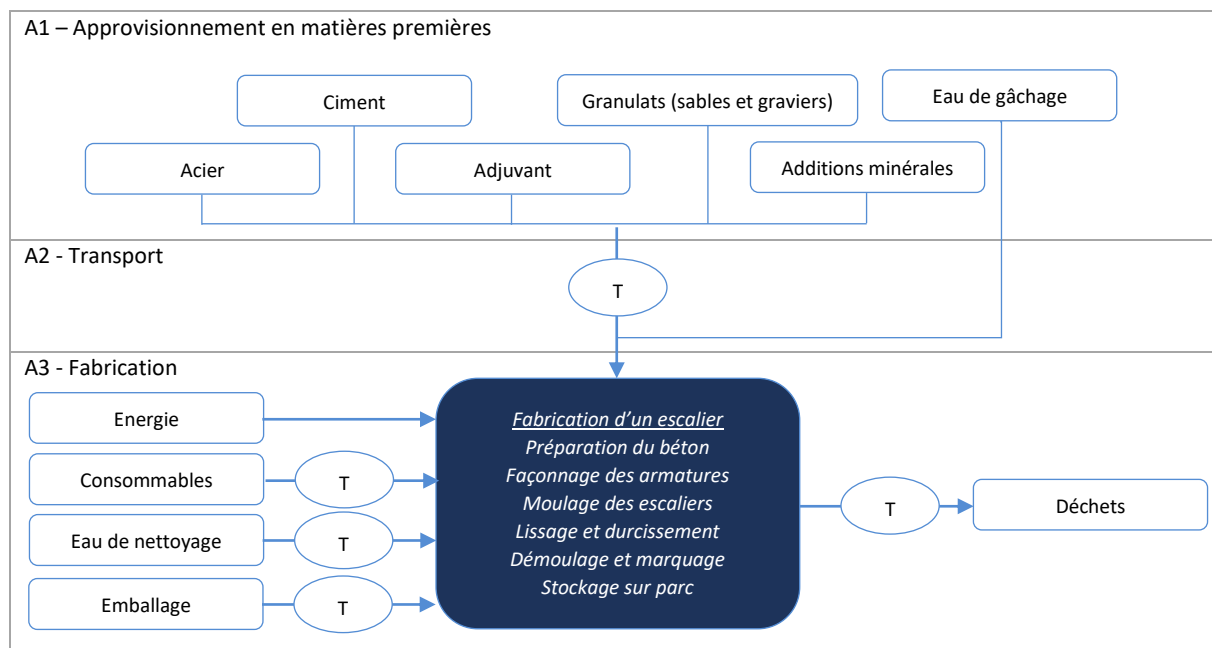 A1 – Approvisionnement en matières premières
Ciment
Granulats (sables et graviers)
Eau de gâchage
Acier
Adjuvant
Additions minérales
A2 - Transport
T
A3 - Fabrication
Energie
Consommables
T
Eau de nettoyage
T
Emballage
T
Fabrication d’un escalier
Préparation du béton
Façonnage des armatures
Moulage des escaliers
Lissage et durcissement
Démoulage et marquage
Stockage sur parc
T
Déchets